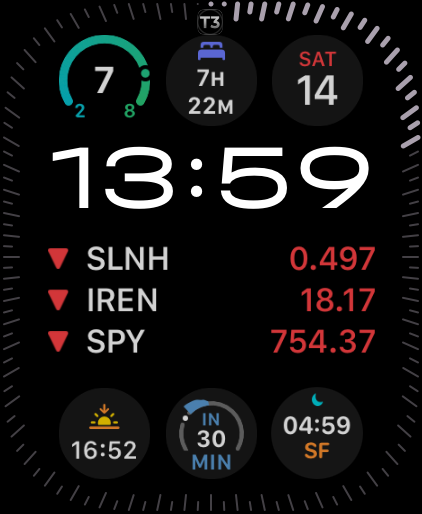 T3
7
2 8
7H
22M
SAT
14
13:59
SLNH 0.497
IREN 18.17
SPY 754.37
16:52
IN
30
MIN
04:59
SF